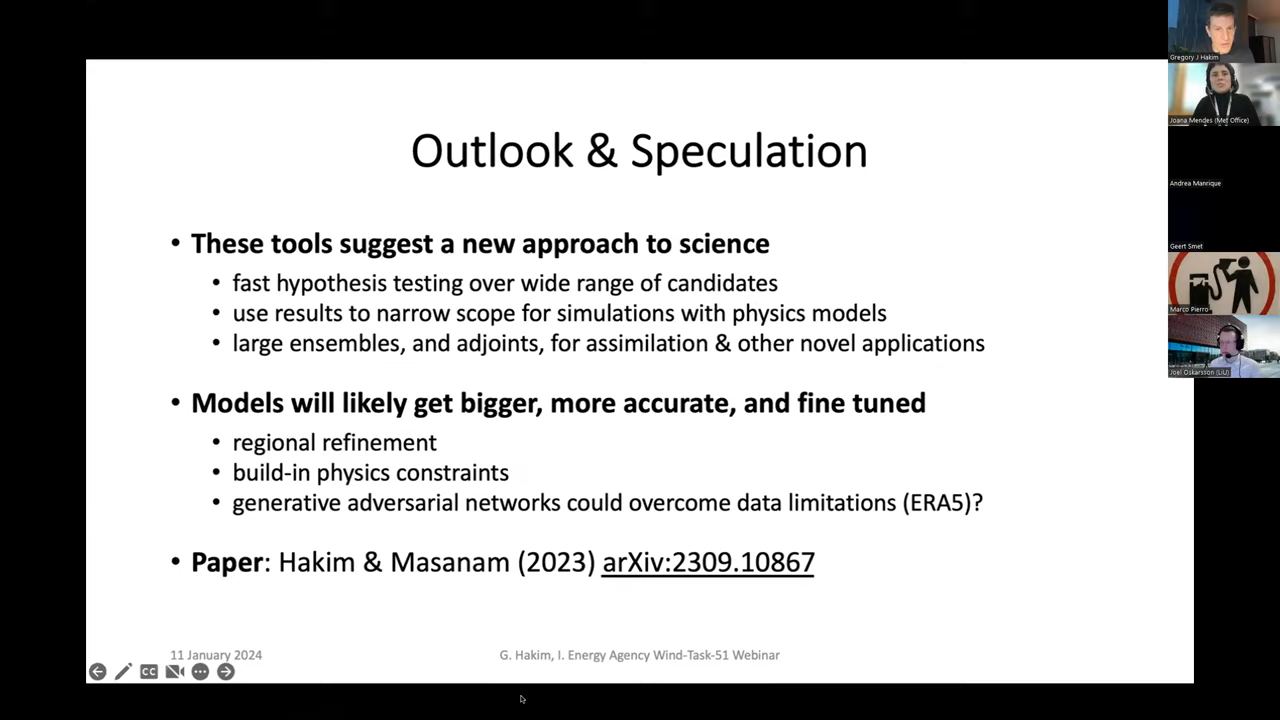 Outlook & Speculation
• These tools suggest a new approach to science
• fast hypothesis testing over wide range of candidates
• use results to narrow scope for simulations with physics models
• large ensembles, and adjoints, for assimilation & other novel applications
• Models will likely get bigger, more accurate, and fine tuned
• regional refinement
• build-in physics constraints
• generative adversarial networks could overcome data limitations (ERA5)?
• Paper: Hakim & Masanam (2023) arXiv:2309.10867
11 January 2024
G. Hakim, I. Energy Agency Wind-Task-51 Webinar
CC
Gregory J Hakim
Joana Mendes (Met Office)
Andrea Manrique
Geert Smet
Marco Pierro
Joel Oskarsson (LiU)